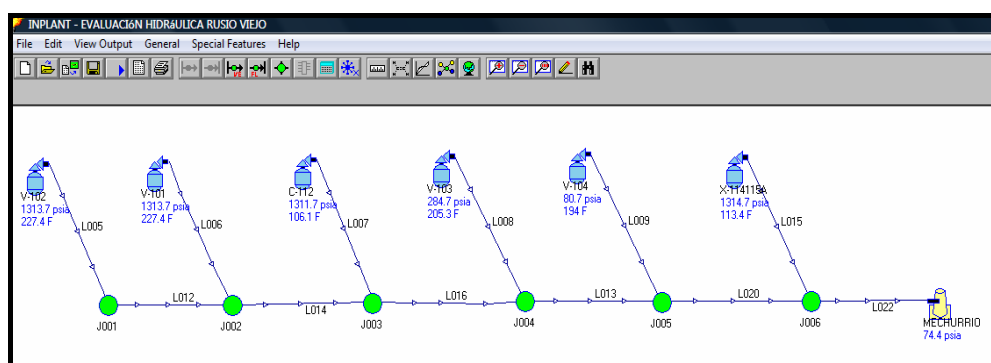 INPLANT - EVALUACIóN HIDRáULICA RUSIO VIEJO
File Edit View Output General Special Features Help
V-102
1313.7 psia
227.4 F
V-101
1313.7 psia
227.4 F
C-112
1311.7 psia
106.1 F
V-103
284.7 psia
205.3 F
V-104
80.7 psia
194 F
X-114115A
1314.7 psia
113.4 F
L005
L006
L007
L008
L009
L015
L012
L014
L016
L013
L020
L022
J001
J002
J003
J004
J005
J006
MECHURRIO
74.4 psia